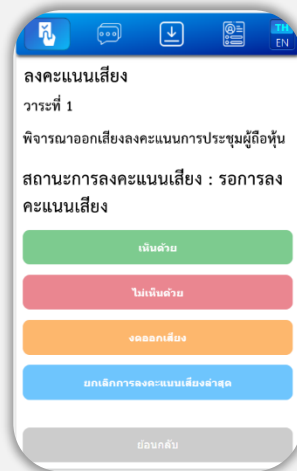 TH
EN
ลงคะแนนเสียง
วาระที่ 1
พิจารณาออกเสียงลงคะแนนการประชุมผู้ถือหุ้น
สถานะการลงคะแนนเสียง : รอการลง
คะแนนเสียง
เห็นด้วย
ไม่เห็นด้วย
งดออกเสียง
ยกเลิกการลงคะแนนเสียงล่าสุด
ย้อนกลับ